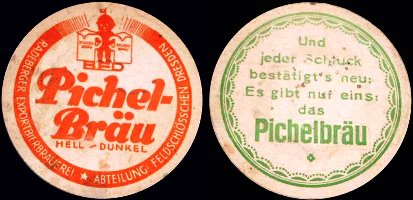 Pichel-
Bräu
HELL - DUNKEL
RADEBERGER EXPORTBIERBRAUEREI ★ ABTEILUNG: FELDSCHLÖSSCHEN DRESDEN
Und
jeder Schluck
bestätigt's neu:
Es gibt nur eins:
das
Pichelbräu